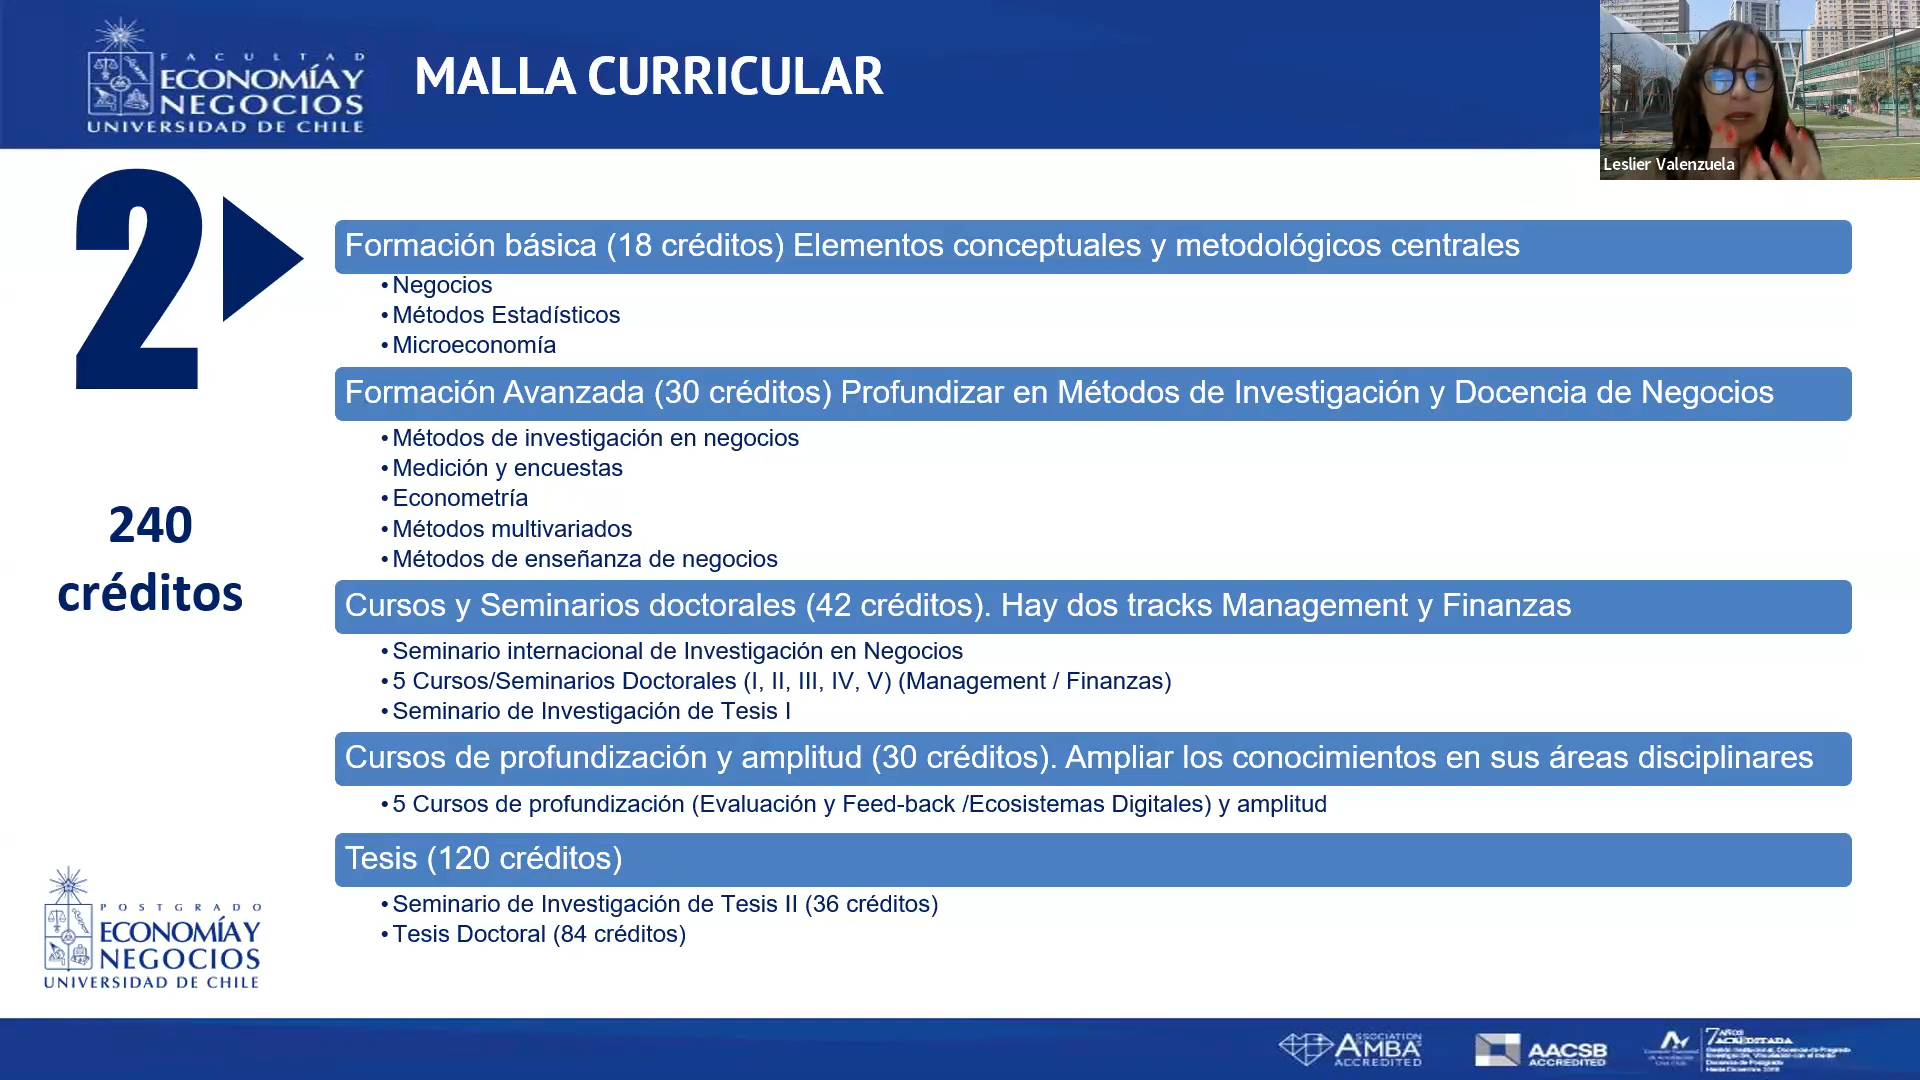 FACULTAD
ECONOMÍA Y
NEGOCIOS
UNIVERSIDAD DE CHILE
MALLA CURRICULAR
Leslier Valenzuela
2
240
créditos
Formación básica (18 créditos) Elementos conceptuales y metodológicos centrales
• Negocios
• Métodos Estadísticos
• Microeconomía
Formación Avanzada (30 créditos) Profundizar en Métodos de Investigación y Docencia de Negocios
• Métodos de investigación en negocios
• Medición y encuestas
• Econometría
• Métodos multivariados
• Métodos de enseñanza de negocios
Cursos y Seminarios doctorales (42 créditos). Hay dos tracks Management y Finanzas
• Seminario internacional de Investigación en Negocios
• 5 Cursos/Seminarios Doctorales (I, II, III, IV, V) (Management / Finanzas)
• Seminario de Investigación de Tesis I
Cursos de profundización y amplitud (30 créditos). Ampliar los conocimientos en sus áreas disciplinares
• 5 Cursos de profundización (Evaluación y Feed-back /Ecosistemas Digitales) y amplitud
Tesis (120 créditos)
• Seminario de Investigación de Tesis II (36 créditos)
• Tesis Doctoral (84 créditos)
POSTGRADO
ECONOMÍA Y
NEGOCIOS
UNIVERSIDAD DE CHILE
ASSOCIATION
AMBA
ACCREDITED
AACSB
ACCREDITED
7 AÑOS
ACREDITADA